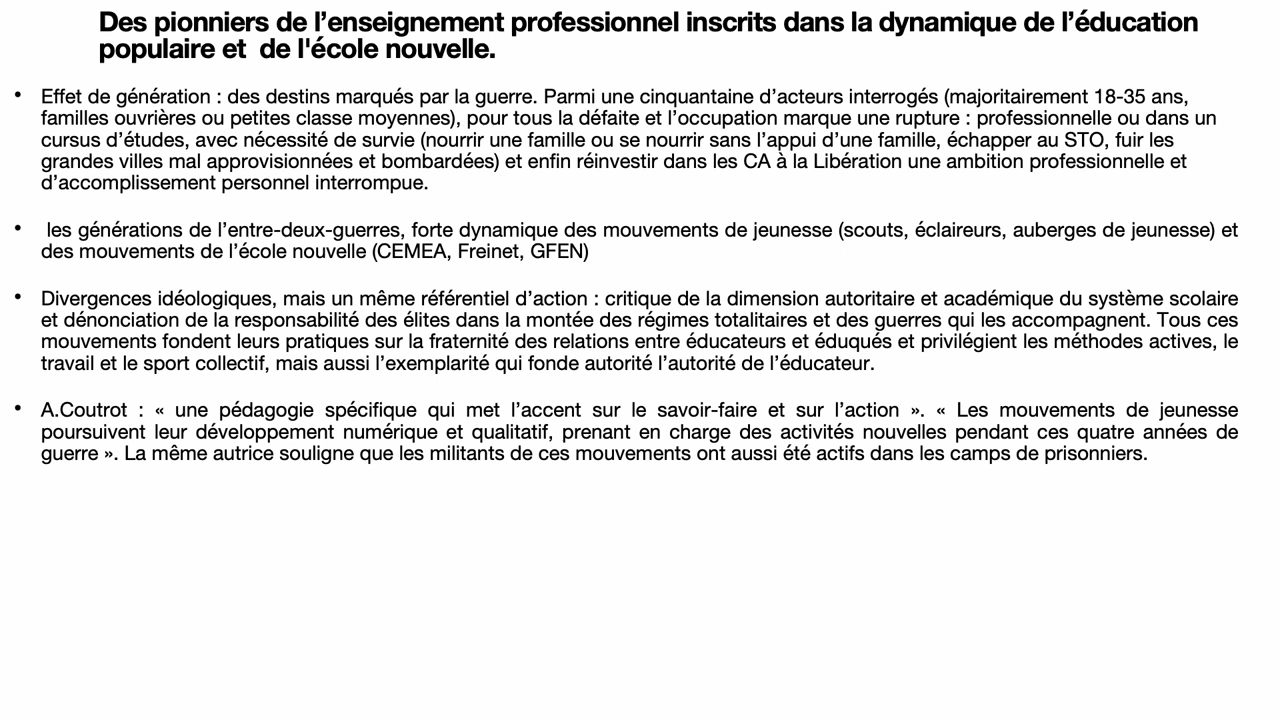 Des pionniers de l’enseignement professionnel inscrits dans la dynamique de l’éducation
populaire et  de l'école nouvelle.
• Effet de génération : des destins marqués par la guerre. Parmi une cinquantaine d’acteurs interrogés (majoritairement 18-35 ans,
familles ouvrières ou petites classe moyennes), pour tous la défaite et l’occupation marque une rupture : professionnelle ou dans un
cursus d’études, avec nécessité de survie (nourrir une famille ou se nourrir sans l’appui d’une famille, échapper au STO, fuir les
grandes villes mal approvisionnées et bombardées) et enfin réinvestir dans les CA à la Libération une ambition professionnelle et
d’accomplissement personnel interrompue.
• les générations de l’entre-deux-guerres, forte dynamique des mouvements de jeunesse (scouts, éclaireurs, auberges de jeunesse) et
des mouvements de l’école nouvelle (CEMEA, Freinet, GFEN)
• Divergences idéologiques, mais un même référentiel d’action : critique de la dimension autoritaire et académique du système scolaire
et dénonciation de la responsabilité des élites dans la montée des régimes totalitaires et des guerres qui les accompagnent. Tous ces
mouvements fondent leurs pratiques sur la fraternité des relations entre éducateurs et éduqués et privilégient les méthodes actives, le
travail et le sport collectif, mais aussi l’exemplarité qui fonde autorité l’autorité de l’éducateur.
• A.Coutrot : « une pédagogie spécifique qui met l’accent sur le savoir-faire et sur l’action ». « Les mouvements de jeunesse
poursuivent leur développement numérique et qualitatif, prenant en charge des activités nouvelles pendant ces quatre années de
guerre ». La même autrice souligne que les militants de ces mouvements ont aussi été actifs dans les camps de prisonniers.